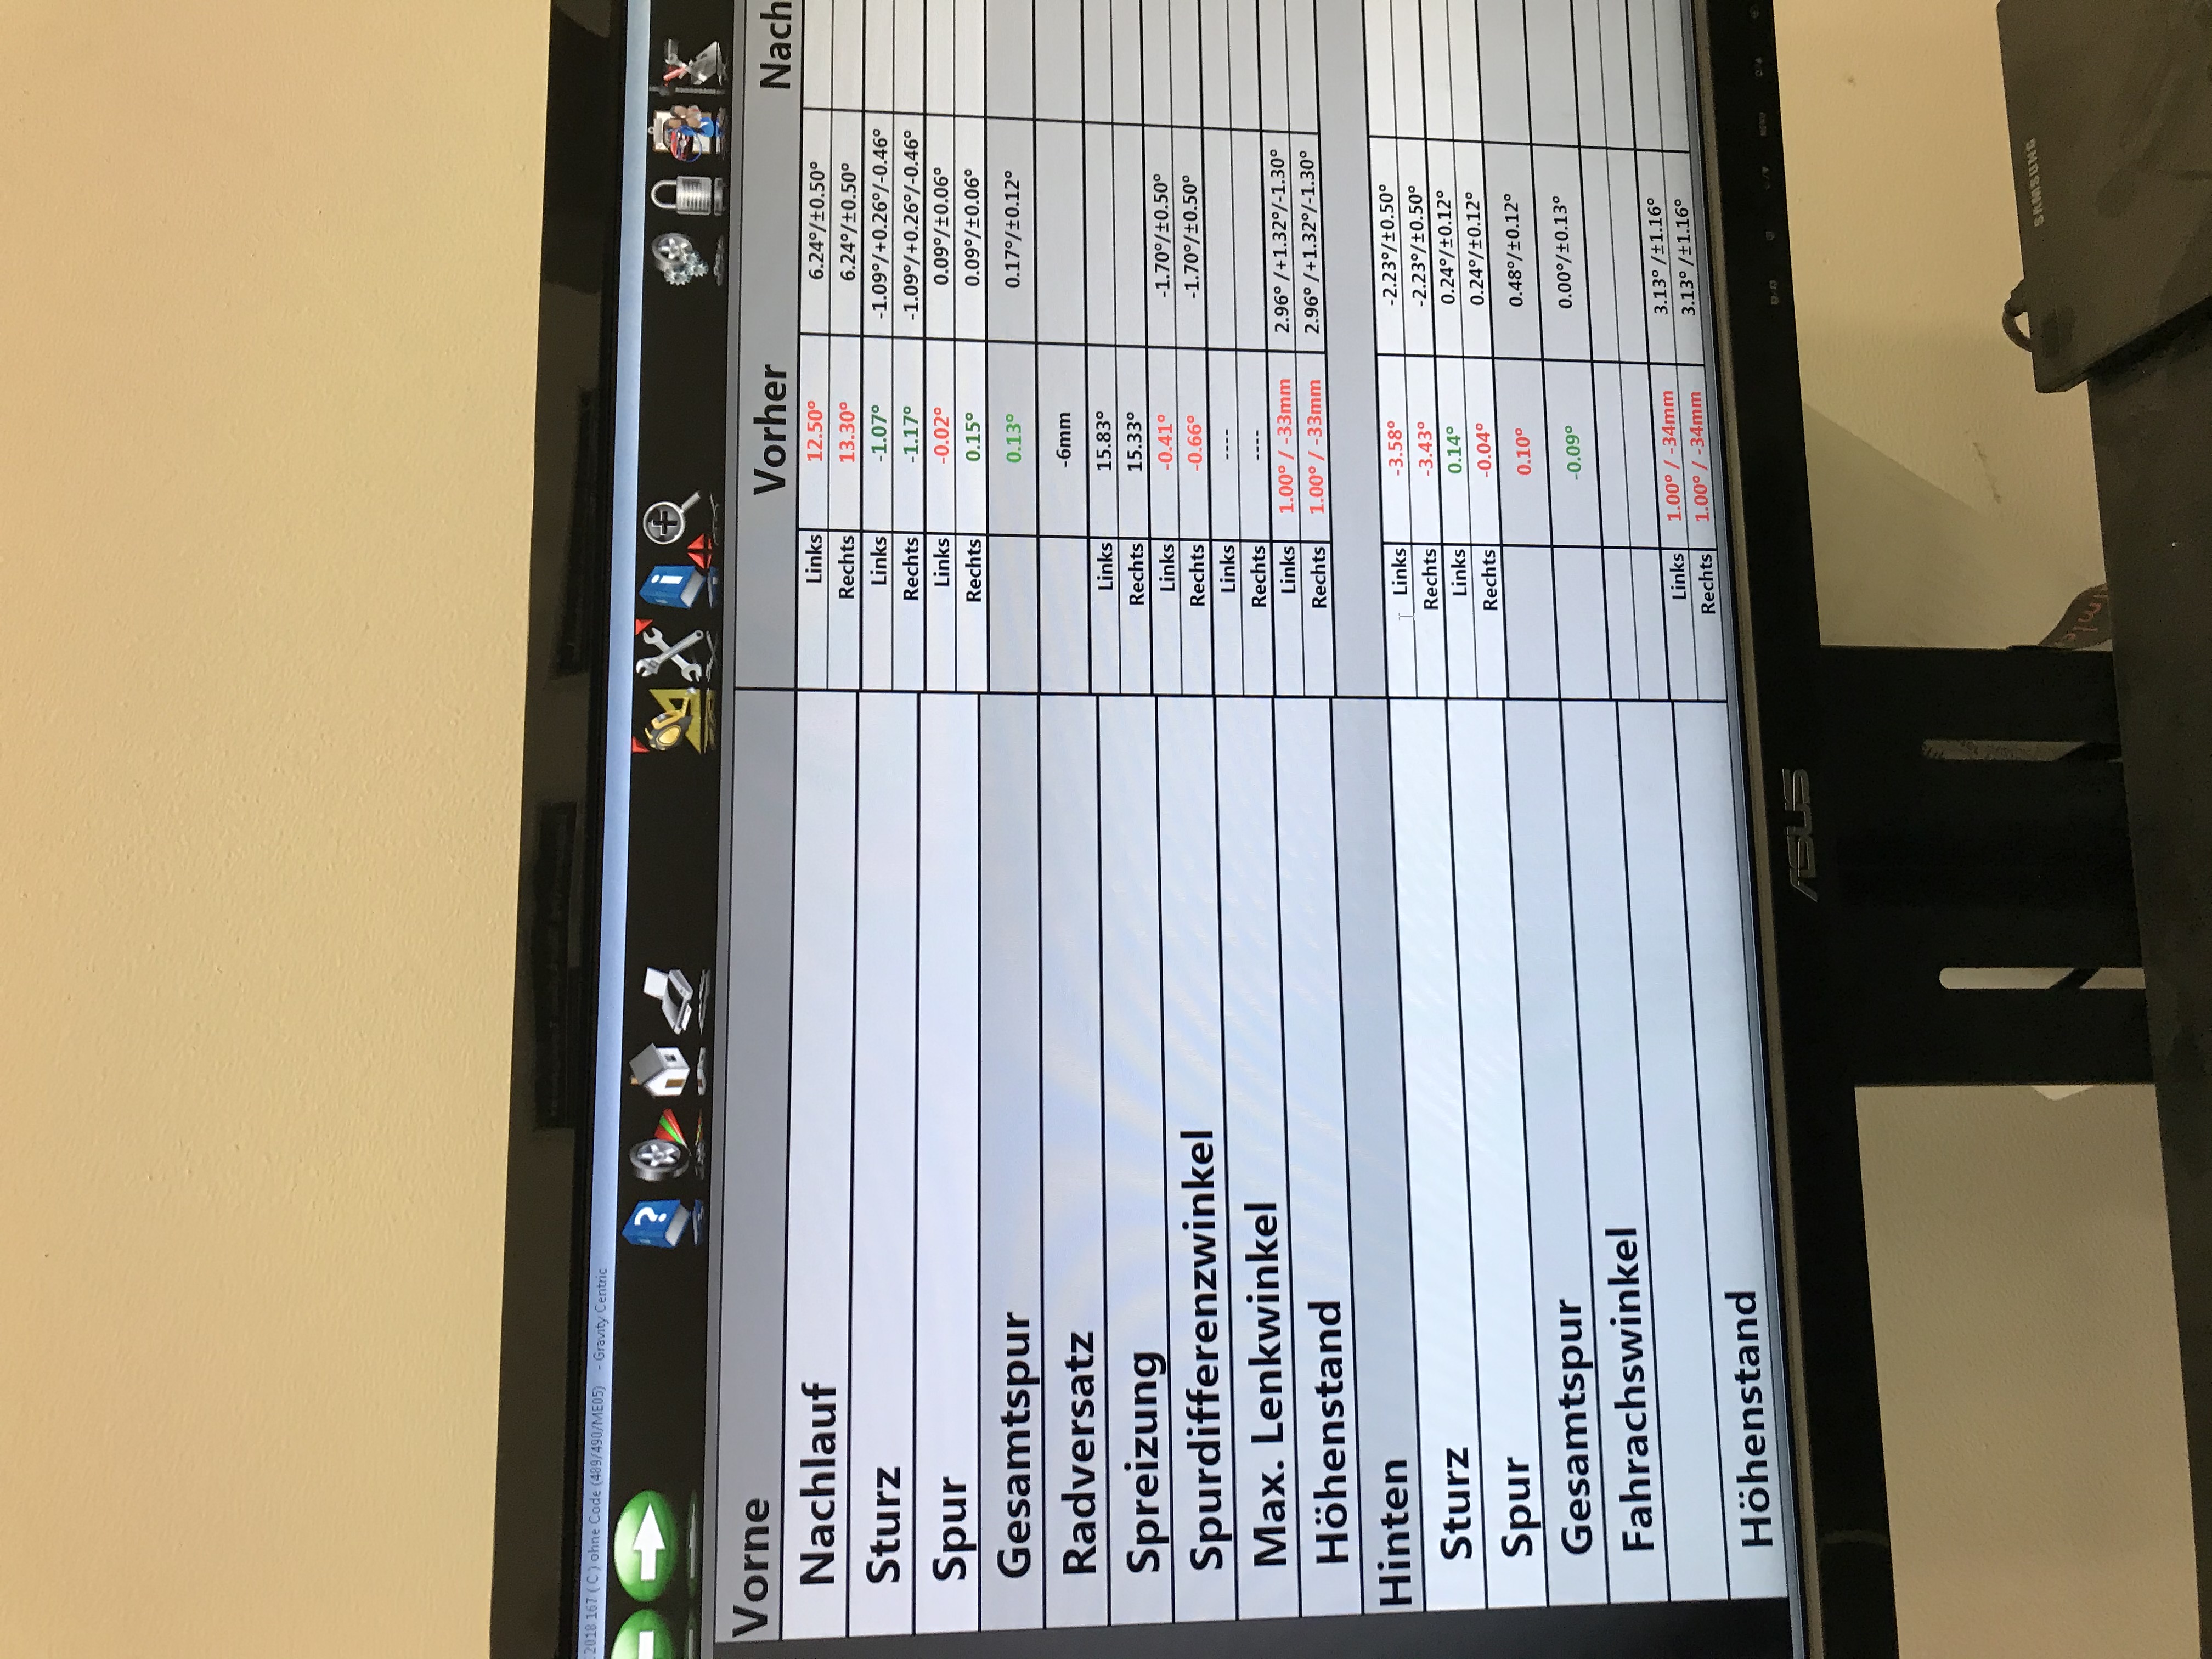 2018 167 ( C ) ohne Code (489/490/ME05) - Gravity Centric
Vorne Vorher Nach
Nachlauf Links 12.50° 6.24°/±0.50°
Rechts 13.30° 6.24°/±0.50°
Sturz Links -1.07° -1.09°/+0.26°/-0.46°
Rechts -1.17° -1.09°/+0.26°/-0.46°
Spur Links -0.02° 0.09°/±0.06°
Rechts 0.15° 0.09°/±0.06°
Gesamtspur 0.13° 0.17°/±0.12°
Radversatz -6mm
Spreizung Links 15.83°
Rechts 15.33°
Spurdifferenzwinkel Links -0.41° -1.70°/±0.50°
Rechts -0.66° -1.70°/±0.50°
Max. Lenkwinkel Links ----
Rechts ----
Höhenstand Links 1.00° / -33mm 2.96° /+1.32°/-1.30°
Rechts 1.00° / -33mm 2.96° /+1.32°/-1.30°
Hinten
Sturz Links -3.58° -2.23°/±0.50°
Rechts -3.43° -2.23°/±0.50°
Spur Links 0.14° 0.24°/±0.12°
Rechts -0.04° 0.24°/±0.12°
Gesamtspur 0.10° 0.48°/±0.12°
Fahrachswinkel -0.09° 0.00°/±0.13°
Höhenstand Links 1.00° / -34mm 3.13° /±1.16°
Rechts 1.00° / -34mm 3.13° /±1.16°
MENU
ASUS
SAMSUNG